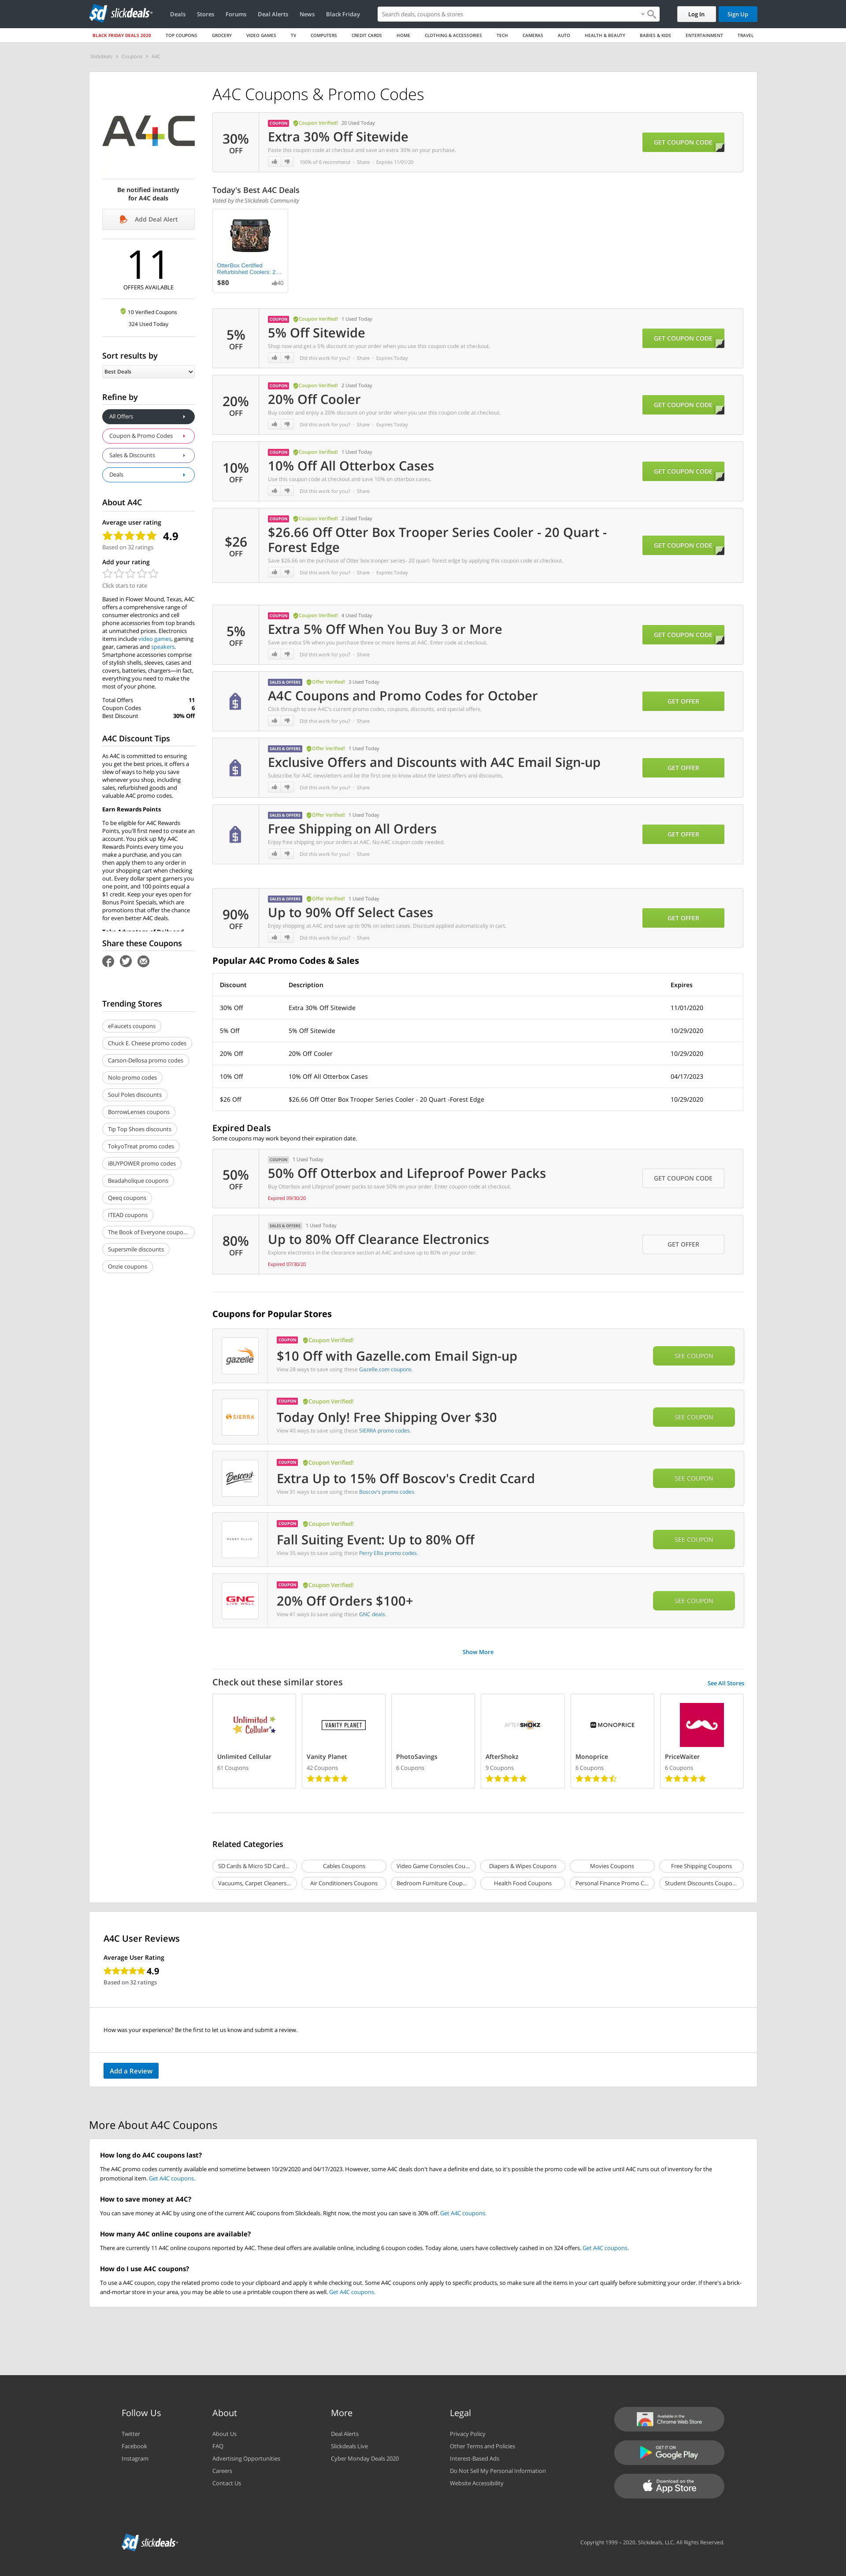 slickdeals
Deals
Stores
Forums
Deal Alerts
News
Black Friday
Search deals, coupons & stores
Log In
Sign Up
BLACK FRIDAY DEALS 2020
TOP COUPONS
GROCERY
VIDEO GAMES
TV
COMPUTERS
CREDIT CARDS
HOME
CLOTHING & ACCESSORIES
TECH
CAMERAS
AUTO
HEALTH & BEAUTY
BABIES & KIDS
ENTERTAINMENT
TRAVEL
Slickdeals > Coupons > A4C
A4C
Be notified instantly
for A4C deals
Add Deal Alert
11
OFFERS AVAILABLE
10 Verified Coupons
324 Used Today
Sort results by
Best Deals
Refine by
All Offers
Coupon & Promo Codes
Sales & Discounts
Deals
About A4C
Average user rating
4.9
Based on 32 ratings
Add your rating
Click stars to rate
Based in Flower Mound, Texas, A4C
offers a comprehensive range of
consumer electronics and cell
phone accessories from top brands
at unmatched prices. Electronics
items include video games, gaming
gear, cameras and speakers.
Smartphone accessories comprise
of stylish shells, sleeves, cases and
covers, batteries, chargers—in fact,
everything you need to make the
most of your phone.
Total Offers 11
Coupon Codes 6
Best Discount 30% Off
A4C Discount Tips
As A4C is committed to ensuring
you get the best prices, it offers a
slew of ways to help you save
whenever you shop, including
sales, refurbished goods and
valuable A4C promo codes.
Earn Rewards Points
To be eligible for A4C Rewards
Points, you'll first need to create an
account. You pick up My A4C
Rewards Points every time you
make a purchase, and you can
then apply them to any order in
your shopping cart when checking
out. Every dollar spent garners you
one point, and 100 points equal a
$1 credit. Keep your eyes open for
Bonus Point Specials, which are
promotions that offer the chance
for even better A4C deals.
Share these Coupons
Trending Stores
eFaucets coupons
Chuck E. Cheese promo codes
Carson-Dellosa promo codes
Nolo promo codes
Soul Poles discounts
BorrowLenses coupons
Tip Top Shoes discounts
TokyoTreat promo codes
iBUYPOWER promo codes
Beadaholique coupons
Qeeq coupons
ITEAD coupons
The Book of Everyone coupo...
Supersmile discounts
Onzie coupons
A4C Coupons & Promo Codes
30%
OFF
COUPON Coupon Verified! 20 Used Today
Extra 30% Off Sitewide
Paste this coupon code at checkout and save an extra 30% on your purchase.
100% of 6 recommend · Share · Expires 11/01/20
GET COUPON CODE
Today's Best A4C Deals
Voted by the Slickdeals Community
OtterBox Certified
Refurbished Coolers: 2...
$80
40
5%
OFF
COUPON Coupon Verified! 1 Used Today
5% Off Sitewide
Shop now and get a 5% discount on your order when you use this coupon code at checkout.
Did this work for you? · Share · Expires Today
GET COUPON CODE
20%
OFF
COUPON Coupon Verified! 2 Used Today
20% Off Cooler
Buy cooler and enjoy a 20% discount on your order when you use this coupon code at checkout.
Did this work for you? · Share · Expires Today
GET COUPON CODE
10%
OFF
COUPON Coupon Verified! 1 Used Today
10% Off All Otterbox Cases
Use this coupon code at checkout and save 10% on otterbox cases.
Did this work for you? · Share
GET COUPON CODE
$26
OFF
COUPON Coupon Verified! 2 Used Today
$26.66 Off Otter Box Trooper Series Cooler - 20 Quart -
Forest Edge
Save $26.66 on the purchase of Otter box trooper series- 20 quart- forest edge by applying this coupon code at checkout.
Did this work for you? · Share · Expires Today
GET COUPON CODE
5%
OFF
COUPON Coupon Verified! 4 Used Today
Extra 5% Off When You Buy 3 or More
Save an extra 5% when you purchase three or more items at A4C. Enter code at checkout.
Did this work for you? · Share
GET COUPON CODE
SALES & OFFERS Offer Verified! 3 Used Today
A4C Coupons and Promo Codes for October
Click through to see A4C's current promo codes, coupons, discounts, and special offers.
Did this work for you? · Share
GET OFFER
SALES & OFFERS Offer Verified! 1 Used Today
Exclusive Offers and Discounts with A4C Email Sign-up
Subscribe for A4C newsletters and be the first one to know about the latest offers and discounts.
Did this work for you? · Share
GET OFFER
SALES & OFFERS Offer Verified! 1 Used Today
Free Shipping on All Orders
Enjoy free shipping on your orders at A4C. No A4C coupon code needed.
Did this work for you? · Share
GET OFFER
90%
OFF
SALES & OFFERS Offer Verified! 1 Used Today
Up to 90% Off Select Cases
Enjoy shopping at A4C and save up to 90% on select cases. Discount applied automatically in cart.
Did this work for you? · Share
GET OFFER
Popular A4C Promo Codes & Sales
Discount Description Expires
30% Off Extra 30% Off Sitewide 11/01/2020
5% Off 5% Off Sitewide 10/29/2020
20% Off 20% Off Cooler 10/29/2020
10% Off 10% Off All Otterbox Cases 04/17/2023
$26 Off $26.66 Off Otter Box Trooper Series Cooler - 20 Quart -Forest Edge 10/29/2020
Expired Deals
Some coupons may work beyond their expiration date.
50%
OFF
COUPON 1 Used Today
50% Off Otterbox and Lifeproof Power Packs
Buy Otterbox and Lifeproof power packs to save 50% on your order. Enter coupon code at checkout.
Expired 09/30/20
GET COUPON CODE
80%
OFF
SALES & OFFERS 1 Used Today
Up to 80% Off Clearance Electronics
Explore electronics in the clearance section at A4C and save up to 80% on your order.
Expired 07/30/20
GET OFFER
Coupons for Popular Stores
gazelle
COUPON Coupon Verified!
$10 Off with Gazelle.com Email Sign-up
View 28 ways to save using these Gazelle.com coupons.
SEE COUPON
SIERRA
COUPON Coupon Verified!
Today Only! Free Shipping Over $30
View 40 ways to save using these SIERRA promo codes.
SEE COUPON
Boscov's
COUPON Coupon Verified!
Extra Up to 15% Off Boscov's Credit Ccard
View 31 ways to save using these Boscov's promo codes.
SEE COUPON
PERRY ELLIS
COUPON Coupon Verified!
Fall Suiting Event: Up to 80% Off
View 35 ways to save using these Perry Ellis promo codes.
SEE COUPON
GNC
LIVE WELL
COUPON Coupon Verified!
20% Off Orders $100+
View 41 ways to save using these GNC deals.
SEE COUPON
Show More
Check out these similar stores
See All Stores
Unlimited
Cellular
Unlimited Cellular
61 Coupons
VANITY PLANET
Vanity Planet
42 Coupons
PhotoSavings
6 Coupons
AFTERSHOKZ
AfterShokz
9 Coupons
MONOPRICE
Monoprice
6 Coupons
PriceWaiter
6 Coupons
Related Categories
SD Cards & Micro SD Card...
Cables Coupons
Video Game Consoles Cou...
Diapers & Wipes Coupons
Movies Coupons
Free Shipping Coupons
Vacuums, Carpet Cleaners...
Air Conditioners Coupons
Bedroom Furniture Coup...
Health Food Coupons
Personal Finance Promo C...
Student Discounts Coupo...
A4C User Reviews
Average User Rating
4.9
Based on 32 ratings
How was your experience? Be the first to let us know and submit a review.
Add a Review
More About A4C Coupons
How long do A4C coupons last?
The A4C promo codes currently available end sometime between 10/29/2020 and 04/17/2023. However, some A4C deals don't have a definite end date, so it's possible the promo code will be active until A4C runs out of inventory for the
promotional item. Get A4C coupons.
How to save money at A4C?
You can save money at A4C by using one of the current A4C coupons from Slickdeals. Right now, the most you can save is 30% off. Get A4C coupons.
How many A4C online coupons are available?
There are currently 11 A4C online coupons reported by A4C. These deal offers are available online, including 6 coupon codes. Today alone, users have collectively cashed in on 324 offers. Get A4C coupons.
How do I use A4C coupons?
To use a A4C coupon, copy the related promo code to your clipboard and apply it while checking out. Some A4C coupons only apply to specific products, so make sure all the items in your cart qualify before submitting your order. If there's a brick-
and-mortar store in your area, you may be able to use a printable coupon there as well. Get A4C coupons.
Follow Us
Twitter
Facebook
Instagram
About
About Us
FAQ
Advertising Opportunities
Careers
Contact Us
More
Deal Alerts
Slickdeals Live
Cyber Monday Deals 2020
Legal
Privacy Policy
Other Terms and Policies
Interest-Based Ads
Do Not Sell My Personal Information
Website Accessibility
Available in the
Chrome Web Store
GET IT ON
Google Play
Download on the
App Store
slickdeals
Copyright 1999 – 2020. Slickdeals, LLC. All Rights Reserved.